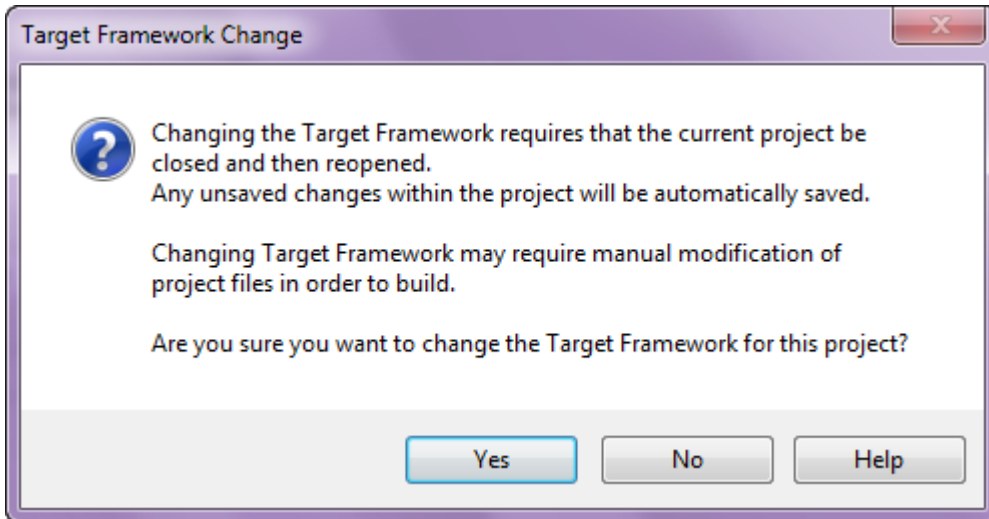 Target Framework Change
Changing the Target Framework requires that the current project be
closed and then reopened.
Any unsaved changes within the project will be automatically saved.
Changing Target Framework may require manual modification of
project files in order to build.
Are you sure you want to change the Target Framework for this project?
Yes No Help